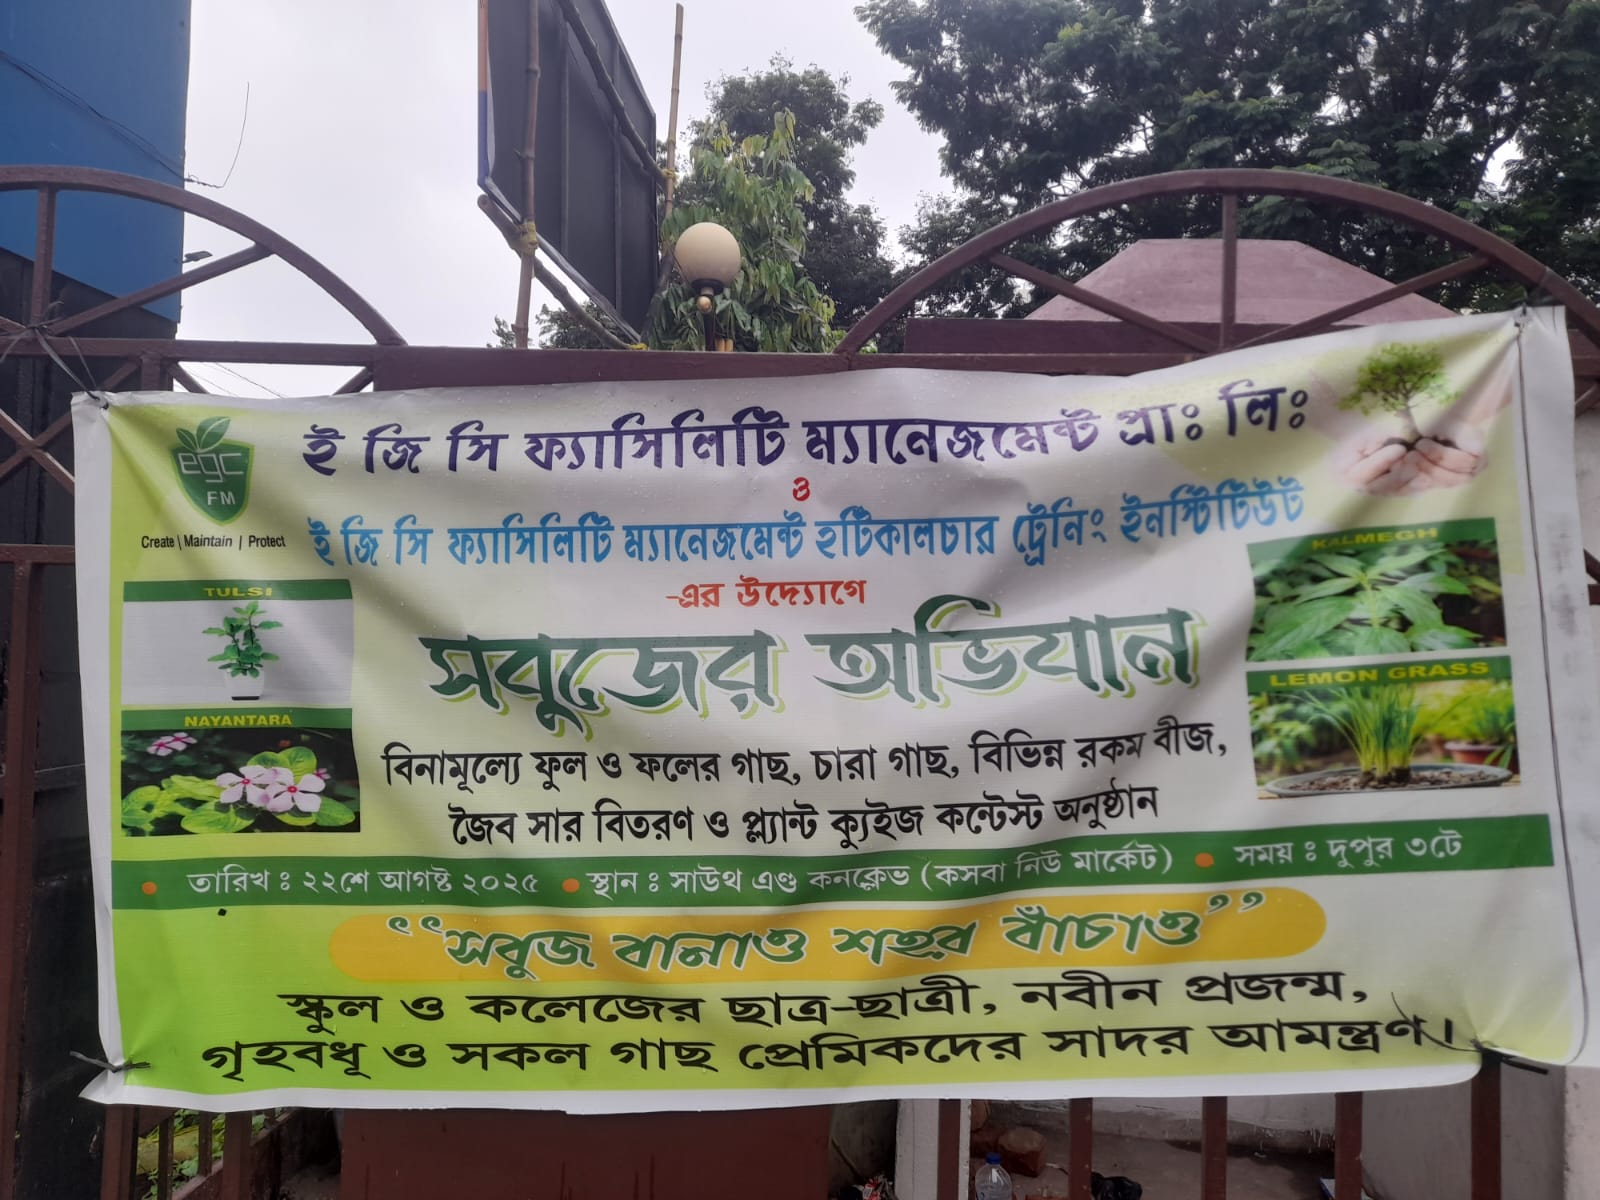 ই জি সি ফ্যাসিলিটি ম্যানেজমেন্ট প্রাঃ লিঃ
ও
ই জি সি ফ্যাসিলিটি ম্যানেজমেন্ট হর্টিকালচার ট্রেনিং ইনস্টিটিউট
-এর উদ্যোগে
egc
FM
Create | Maintain | Protect
TULSI
NAYANTARA
KALMEGH
LEMON GRASS
সবুজের অভিযান
বিনামূল্যে ফুল ও ফলের গাছ, চারা গাছ, বিভিন্ন রকম বীজ,
জৈব সার বিতরণ ও প্ল্যান্ট ক্যুইজ কন্টেস্ট অনুষ্ঠান
• তারিখ : ২২শে আগষ্ট ২০২৫ • স্থান : সাউথ এণ্ড কনক্লেভ (কসবা নিউ মার্কেট) • সময় : দুপুর ৩টে
“সবুজ বানাও শহর বাঁচাও”
স্কুল ও কলেজের ছাত্র-ছাত্রী, নবীন প্রজন্ম,
গৃহবধূ ও সকল গাছ প্রেমিকদের সাদর আমন্ত্রণ।